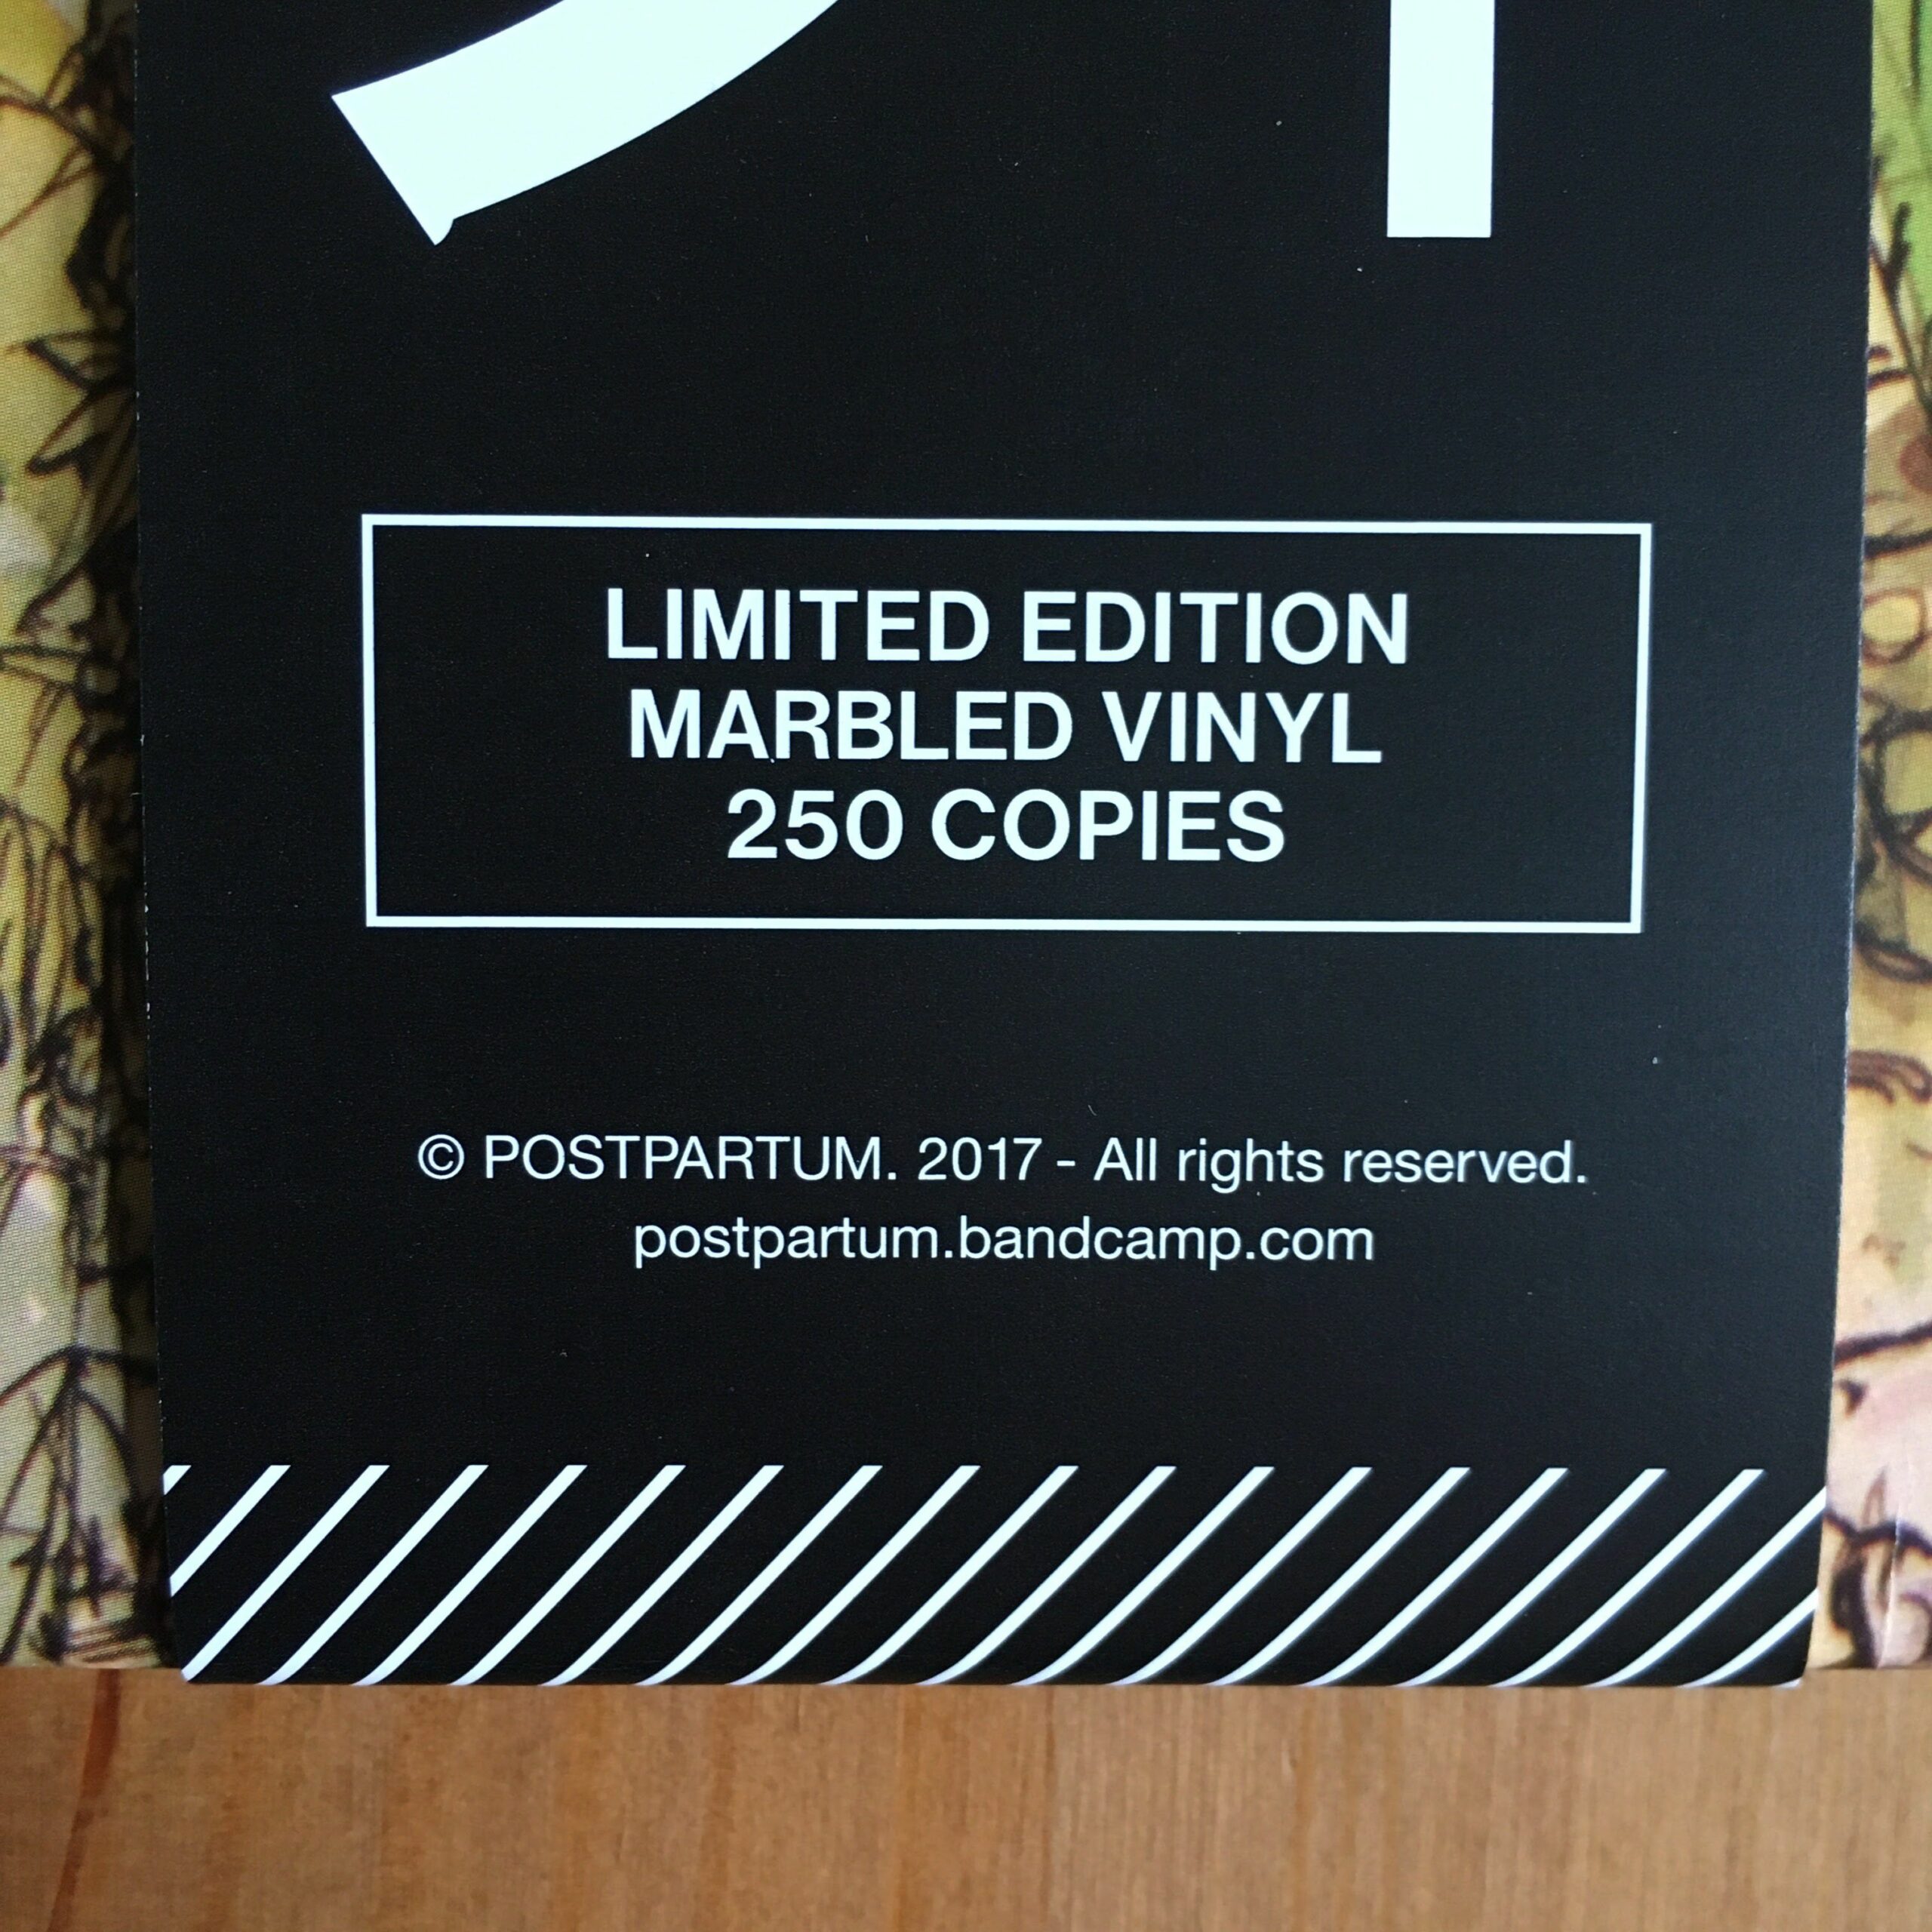 LIMITED EDITION
MARBLED VINYL
250 COPIES
© POSTPARTUM. 2017 - All rights reserved.
postpartum.bandcamp.com